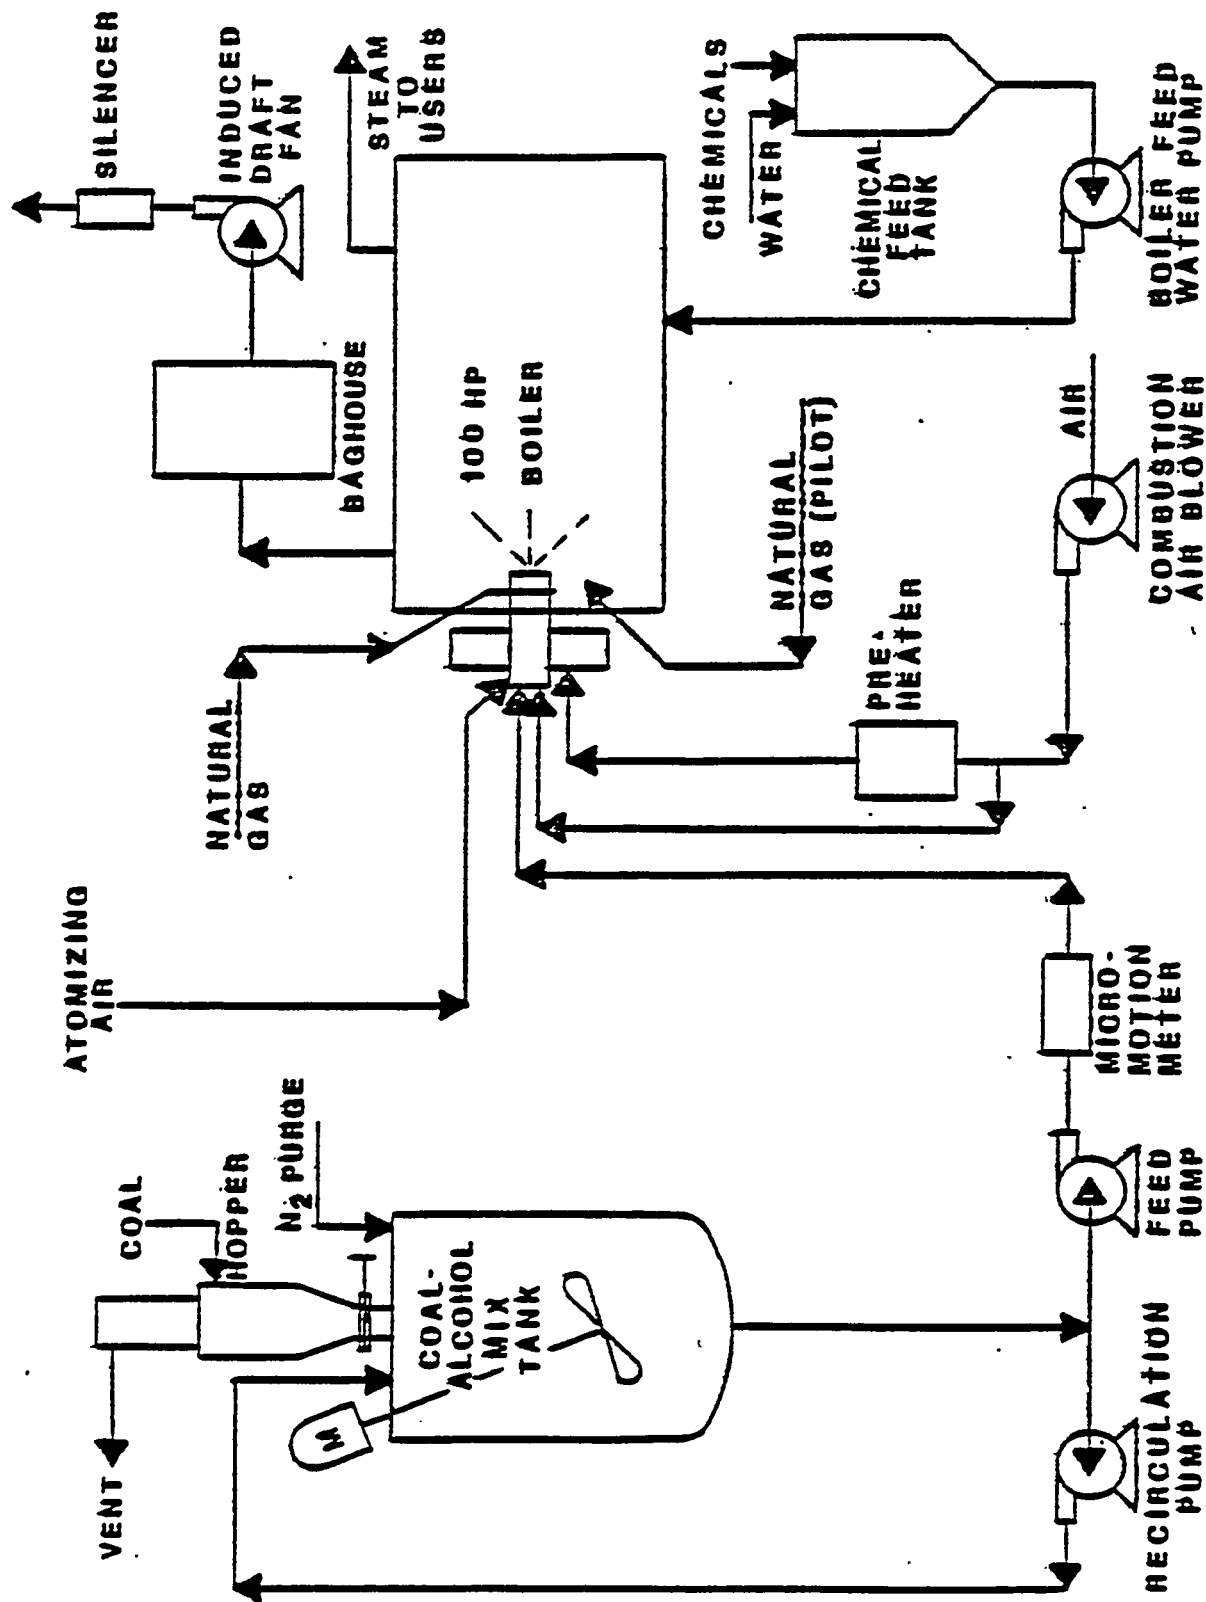 VENT
COAL
HOPPER
N2 PURGE
M
COAL-
ALCOHOL
MIX
TANK
RECIRCULATION
PUMP
FEED
PUMP
MICRO-
MOTION
METER
ATOMIZING
AIR
NATURAL
GAS
PRE-
HEATER
COMBUSTION
AIR BLOWER
AIR
NATURAL
GAS (PILOT)
100 HP
BOILER
BAGHOUSE
INDUCED
DRAFT
FAN
SILENCER
STEAM
TO
USERS
CHEMICALS
WATER
CHEMICAL
FEED
TANK
BOILER FEED
WATER PUMP